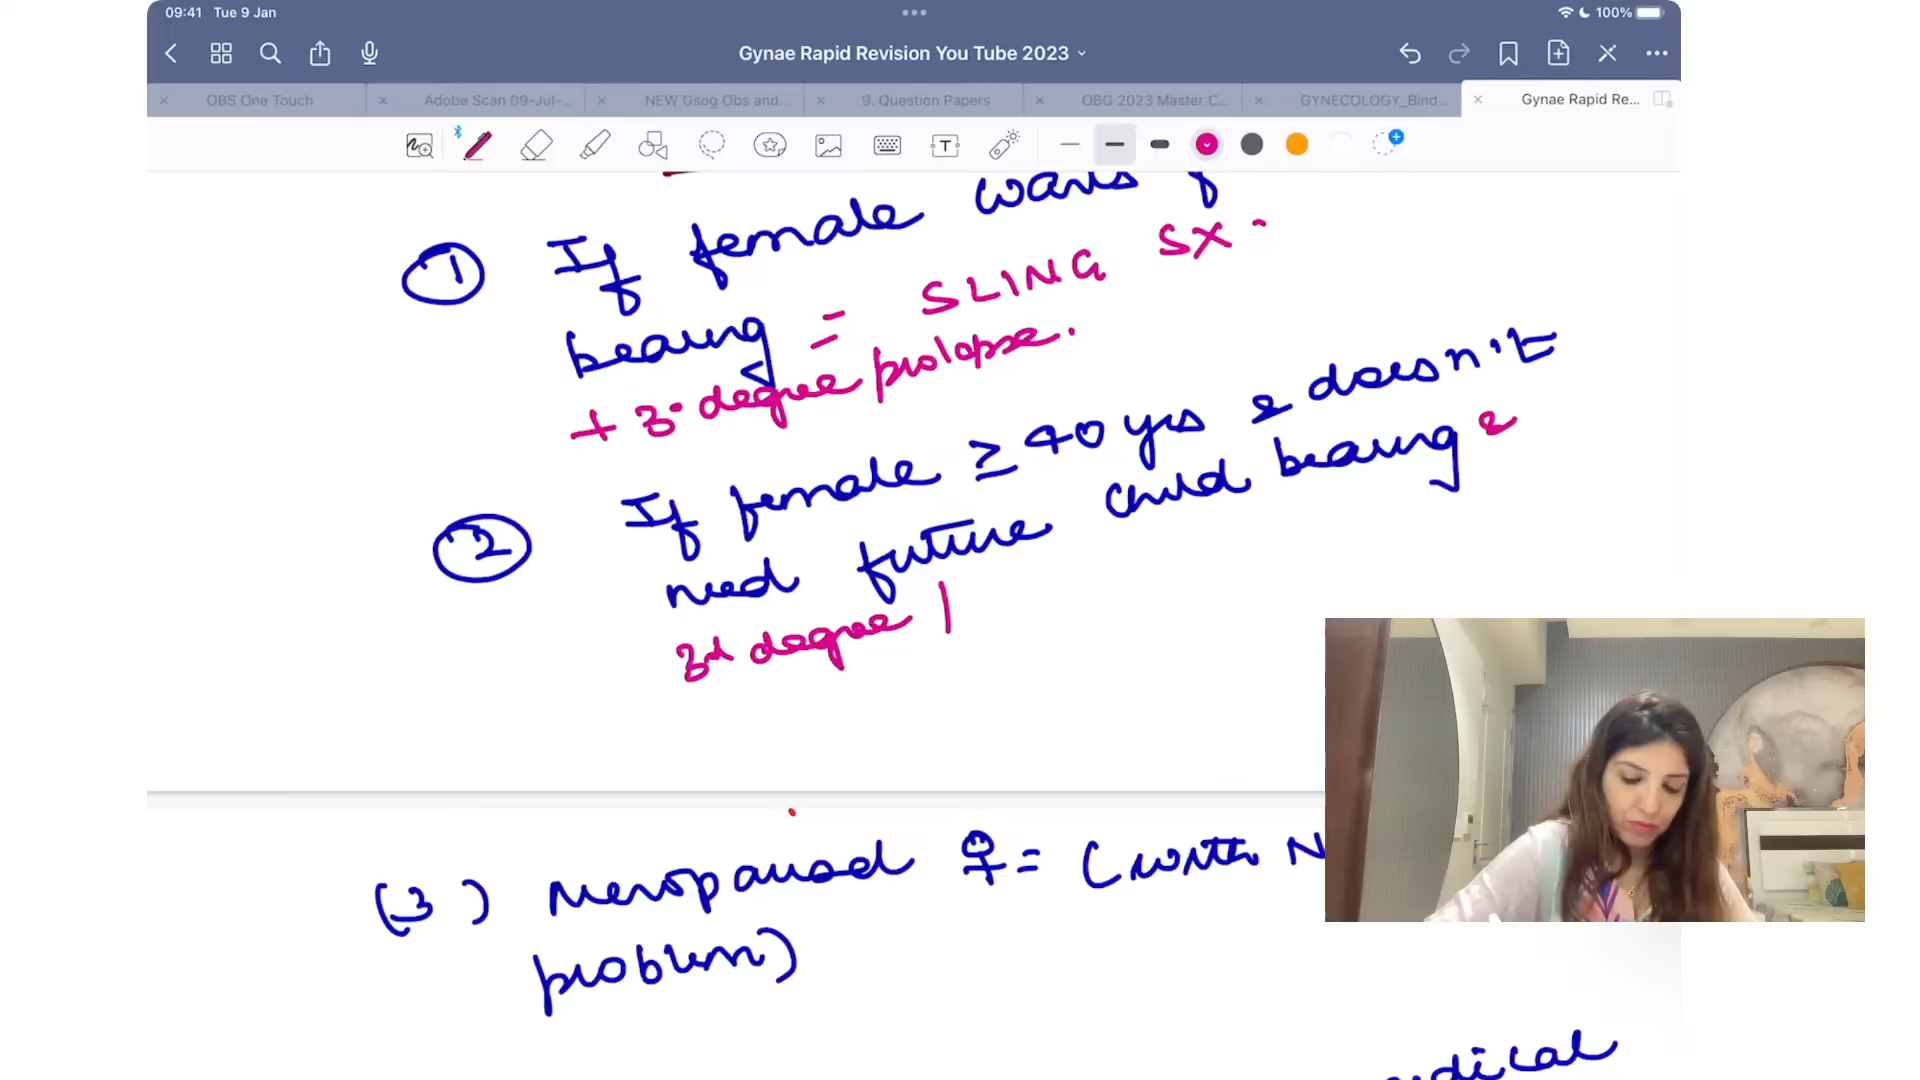 09:41 Tue 9 Jan
100%
Gynae Rapid Revision You Tube 2023
OBS One Touch
Adobe Scan 09-Jul-...
NEW Gsog Obs and...
9. Question Papers
OBG 2023 Master C...
GYNECOLOGY_Bind...
Gynae Rapid Re...
1 If female wants f
bearing = SLING SX
+ 3° degree prolapse.
2 If female ≥ 40 yrs & doesn't
need future child bearing &
3rd degree
(3) Menopausal ♀ = (with N
problem)